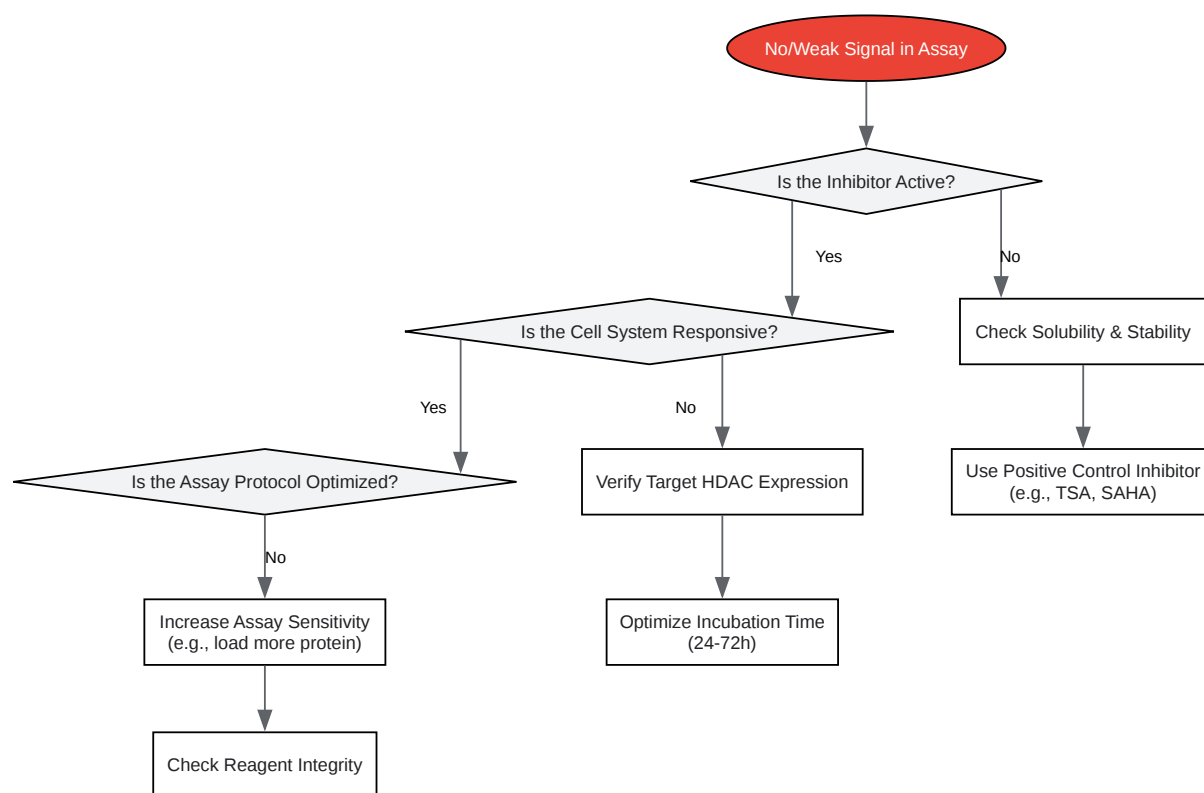 No/Weak Signal in Assay
Is the Inhibitor Active?
Yes
No
Is the Cell System Responsive?
Check Solubility & Stability
Yes
No
Is the Assay Protocol Optimized?
Verify Target HDAC Expression
Use Positive Control Inhibitor
(e.g., TSA, SAHA)
No
Increase Assay Sensitivity
(e.g., load more protein)
Optimize Incubation Time
(24-72h)
Check Reagent Integrity